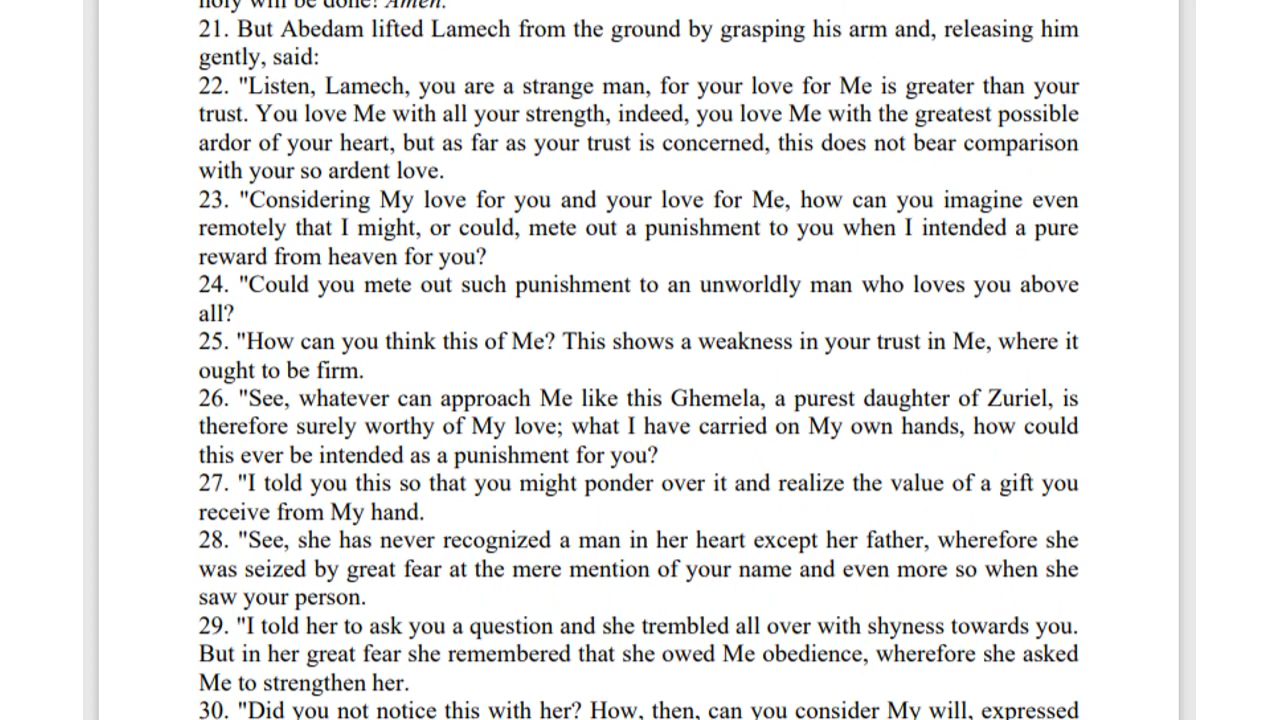 holy will be done! Amen.
21. But Abedam lifted Lamech from the ground by grasping his arm and, releasing him
gently, said:
22. "Listen, Lamech, you are a strange man, for your love for Me is greater than your
trust. You love Me with all your strength, indeed, you love Me with the greatest possible
ardor of your heart, but as far as your trust is concerned, this does not bear comparison
with your so ardent love.
23. "Considering My love for you and your love for Me, how can you imagine even
remotely that I might, or could, mete out a punishment to you when I intended a pure
reward from heaven for you?
24. "Could you mete out such punishment to an unworldly man who loves you above
all?
25. "How can you think this of Me? This shows a weakness in your trust in Me, where it
ought to be firm.
26. "See, whatever can approach Me like this Ghemela, a purest daughter of Zuriel, is
therefore surely worthy of My love; what I have carried on My own hands, how could
this ever be intended as a punishment for you?
27. "I told you this so that you might ponder over it and realize the value of a gift you
receive from My hand.
28. "See, she has never recognized a man in her heart except her father, wherefore she
was seized by great fear at the mere mention of your name and even more so when she
saw your person.
29. "I told her to ask you a question and she trembled all over with shyness towards you.
But in her great fear she remembered that she owed Me obedience, wherefore she asked
Me to strengthen her.
30. "Did you not notice this with her? How, then, can you consider My will, expressed